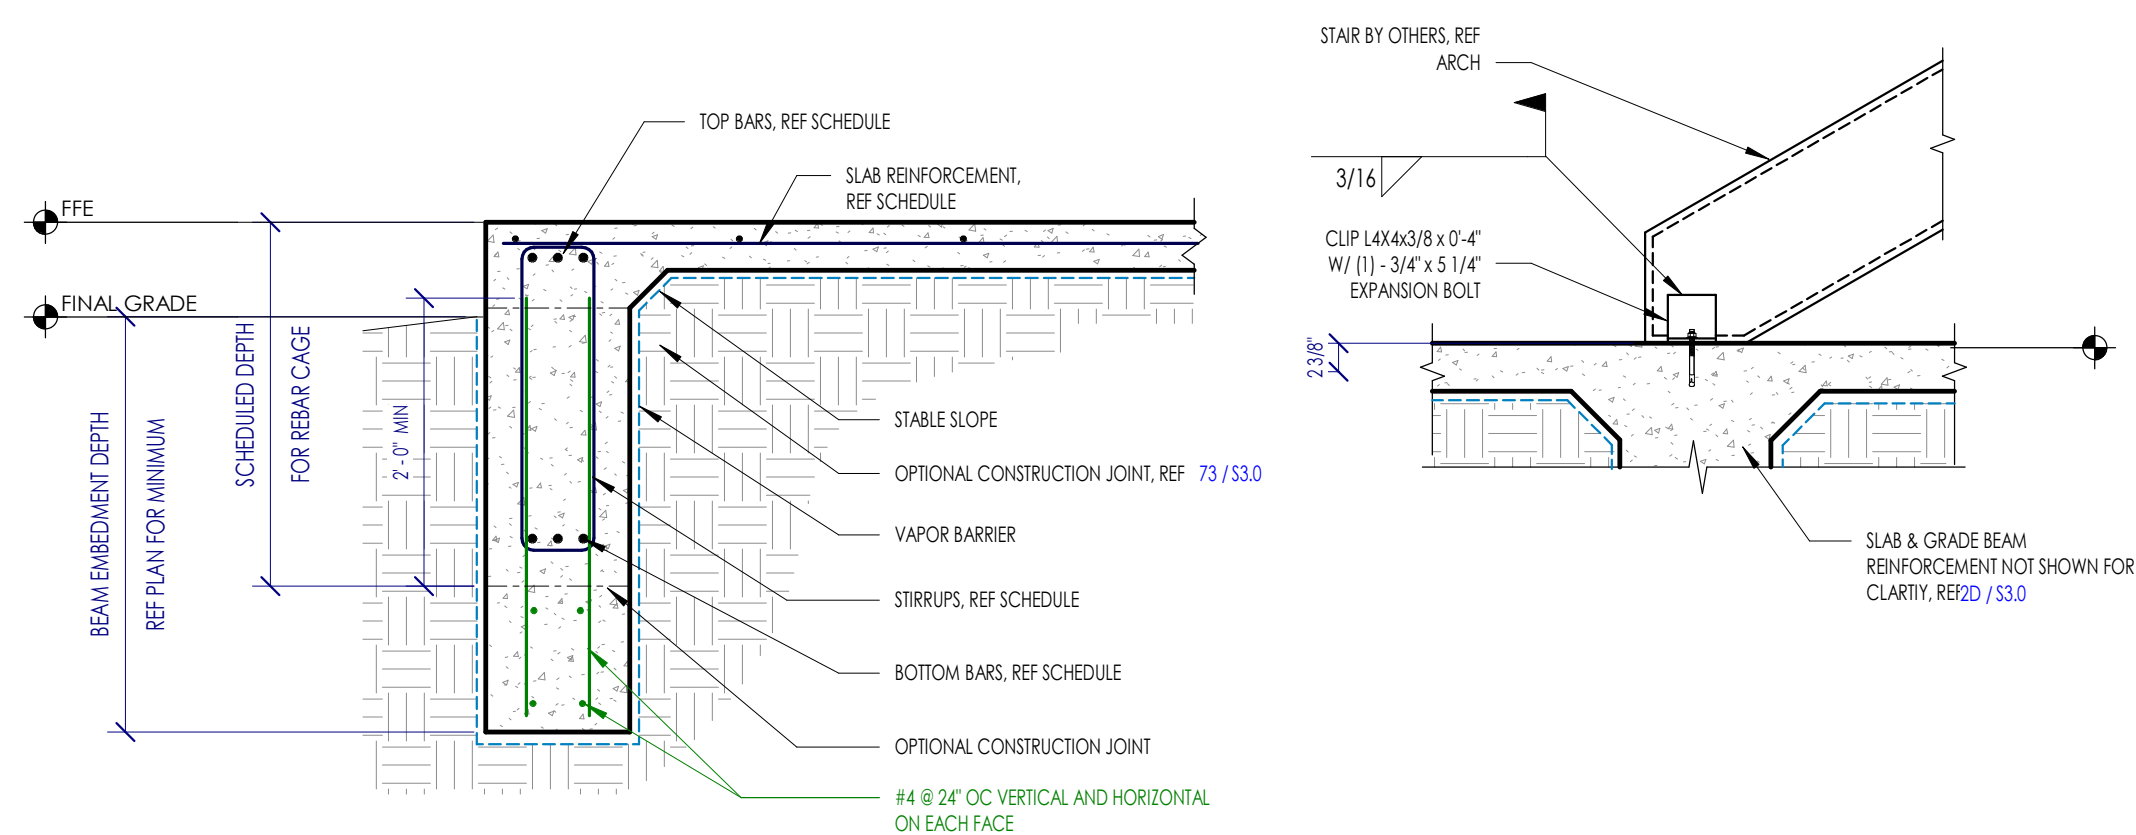 TOP BARS, REF SCHEDULE
SLAB REINFORCEMENT,
REF SCHEDULE
FFE
FINAL GRADE
BEAM EMBEDMENT DEPTH
REF PLAN FOR MINIMUM
SCHEDULED DEPTH
FOR REBAR CAGE
2'-0" MIN
STABLE SLOPE
OPTIONAL CONSTRUCTION JOINT, REF 73 / S3.0
VAPOR BARRIER
STIRRUPS, REF SCHEDULE
BOTTOM BARS, REF SCHEDULE
OPTIONAL CONSTRUCTION JOINT
#4 @ 24" OC VERTICAL AND HORIZONTAL
ON EACH FACE
STAIR BY OTHERS, REF
ARCH
3/16
CLIP L4X4x3/8 x 0'-4"
W/ (1) - 3/4" x 5 1/4"
EXPANSION BOLT
2 3/8"
SLAB & GRADE BEAM
REINFORCEMENT NOT SHOWN FOR
CLARTIY, REF 2D / S3.0